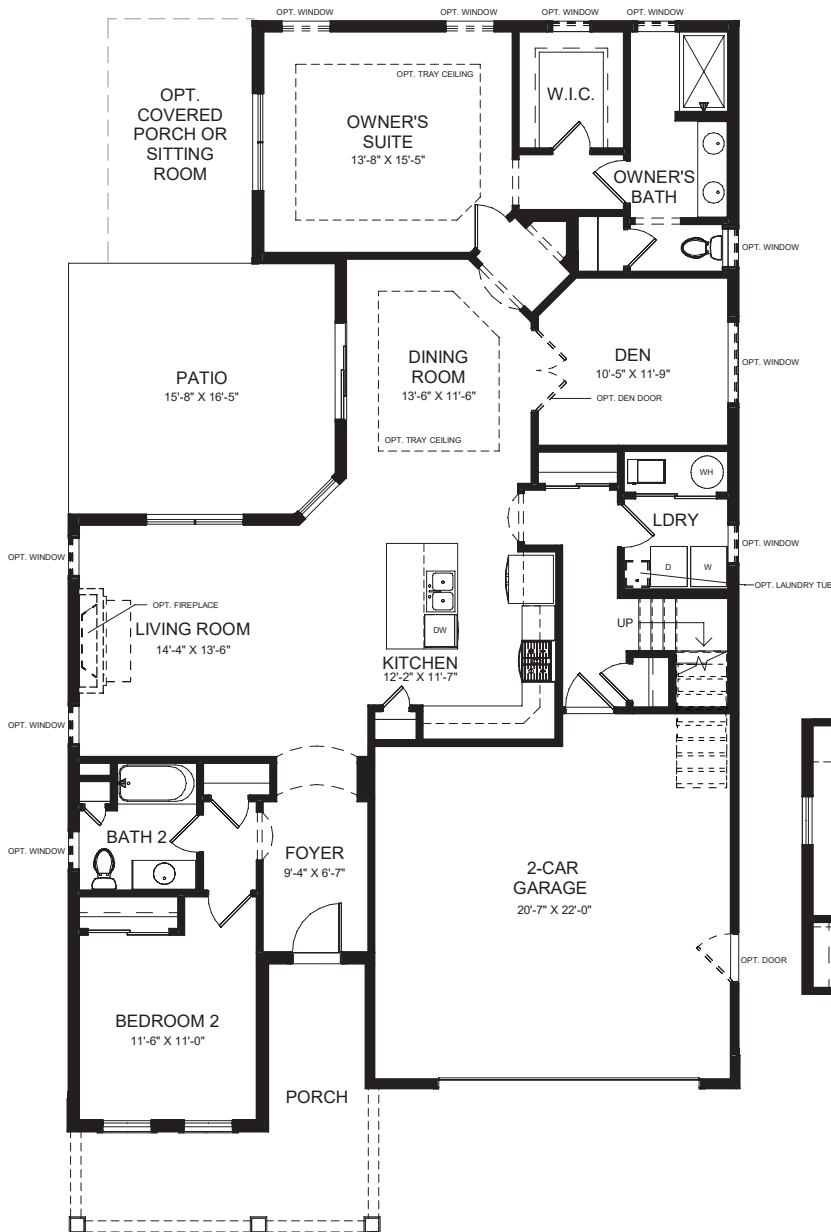 OPT. WINDOW
OPT. WINDOW
OPT. WINDOW
OPT. WINDOW
OPT. TRAY CEILING
OPT.
COVERED
PORCH OR
SITTING
ROOM
OWNER'S
SUITE
13'-8" X 15'-5"
W.I.C.
OWNER'S
BATH
OPT. WINDOW
PATIO
15'-8" X 16'-5"
DINING
ROOM
13'-6" X 11'-6"
OPT. TRAY CEILING
DEN
10'-5" X 11'-9"
OPT. DEN DOOR
OPT. WINDOW
WH
LDRY
D
W
OPT. WINDOW
OPT. LAUNDRY TUB
OPT. WINDOW
OPT. FIREPLACE
LIVING ROOM
14'-4" X 13'-6"
DW
KITCHEN
12'-2" X 11'-7"
UP
OPT. WINDOW
OPT. WINDOW
BATH 2
FOYER
9'-4" X 6'-7"
2-CAR
GARAGE
20'-7" X 22'-0"
OPT. DOOR
BEDROOM 2
11'-6" X 11'-0"
PORCH